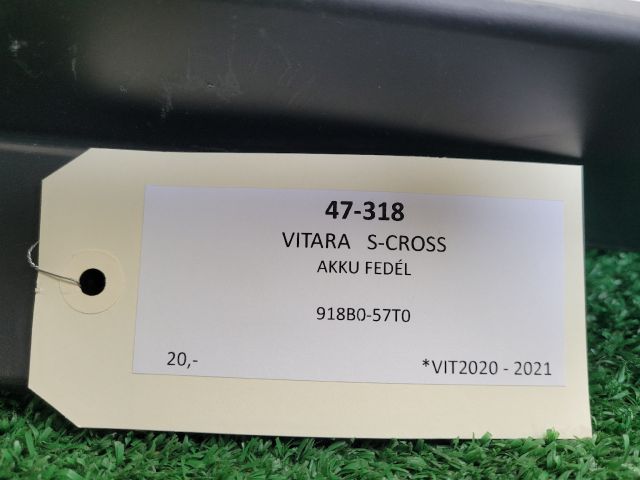 47-318
VITARA S-CROSS
AKKU FEDÉL
918B0-57T0
20,-
*VIT2020 - 2021